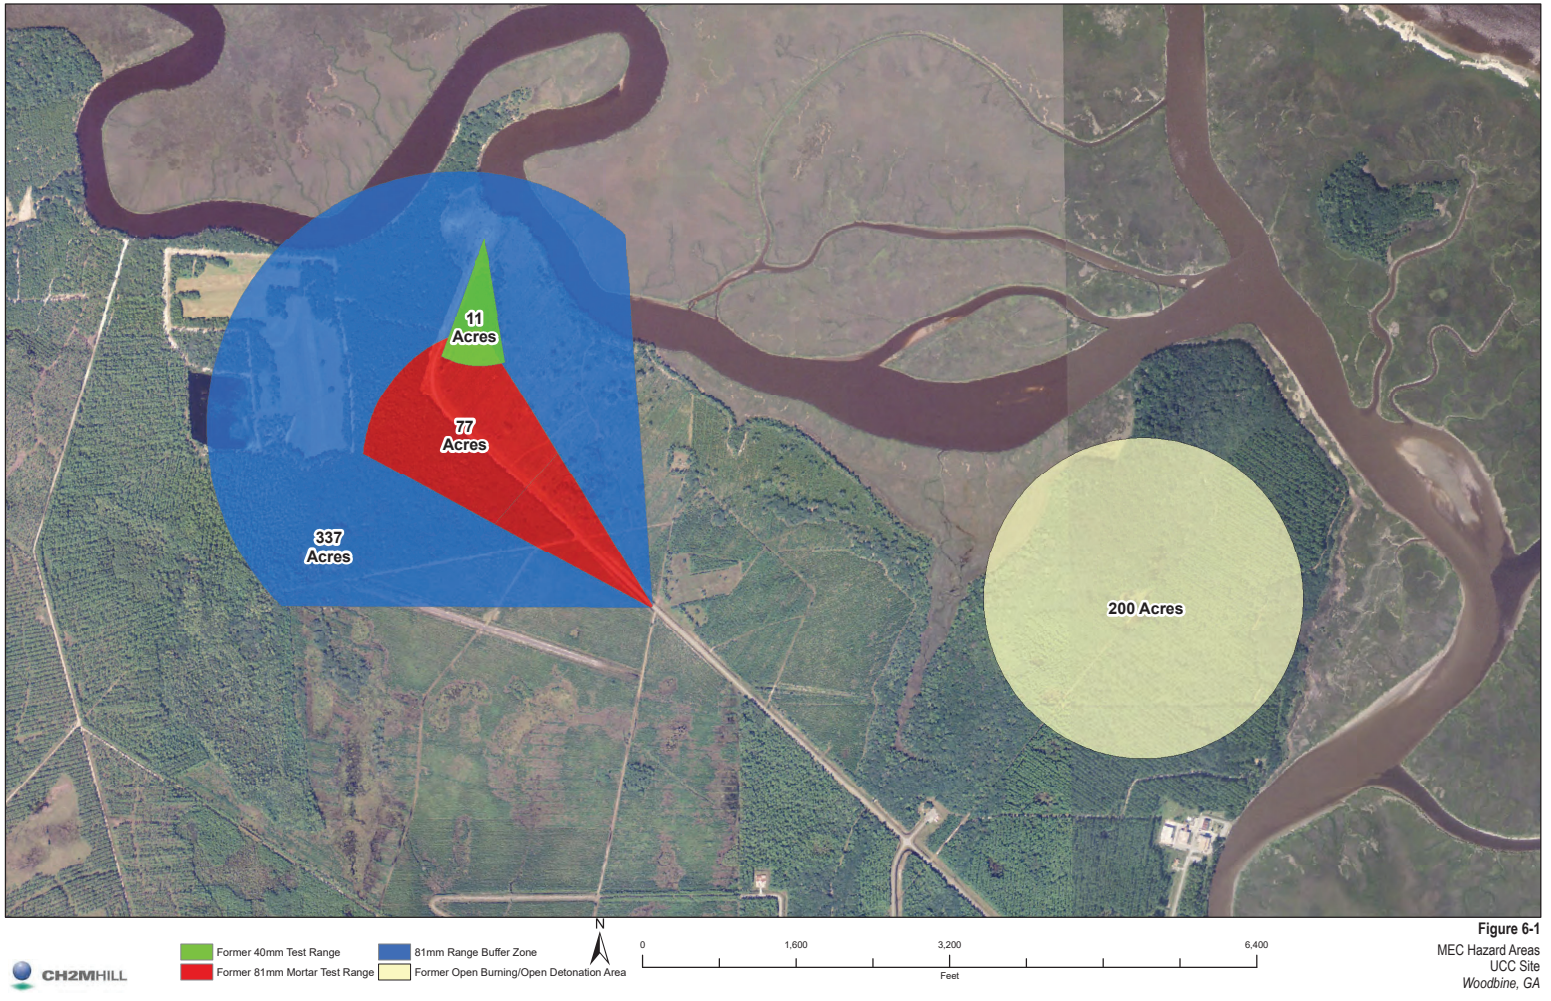 11
Acres
77
Acres
337
Acres
200 Acres
N
CH2MHILL
Former 40mm Test Range
Former 81mm Mortar Test Range
81mm Range Buffer Zone
Former Open Burning/Open Detonation Area
0 1,600 3,200 6,400
Feet
Figure 6-1
MEC Hazard Areas
UCC Site
Woodbine, GA